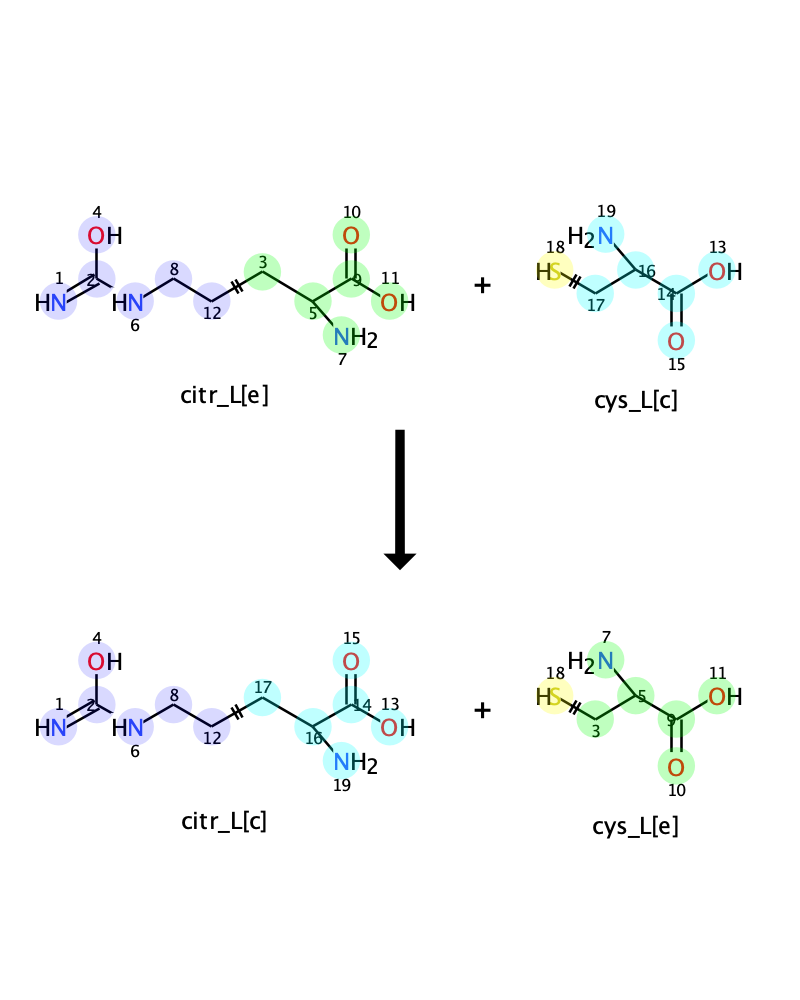 4 10 19
OH O H2N 18 13
1 2 8 3 9 11 HS 16 OH
HN HN 12 5 OH + 17 14
6 NH2 O
7 15
citr_L[e] cys_L[c]
4 15 7
OH O H2N 18 11
1 2 8 17 14 13 HS 5 OH
HN HN 12 16 OH + 3 9
6 NH2 O
19 10
citr_L[c] cys_L[e]